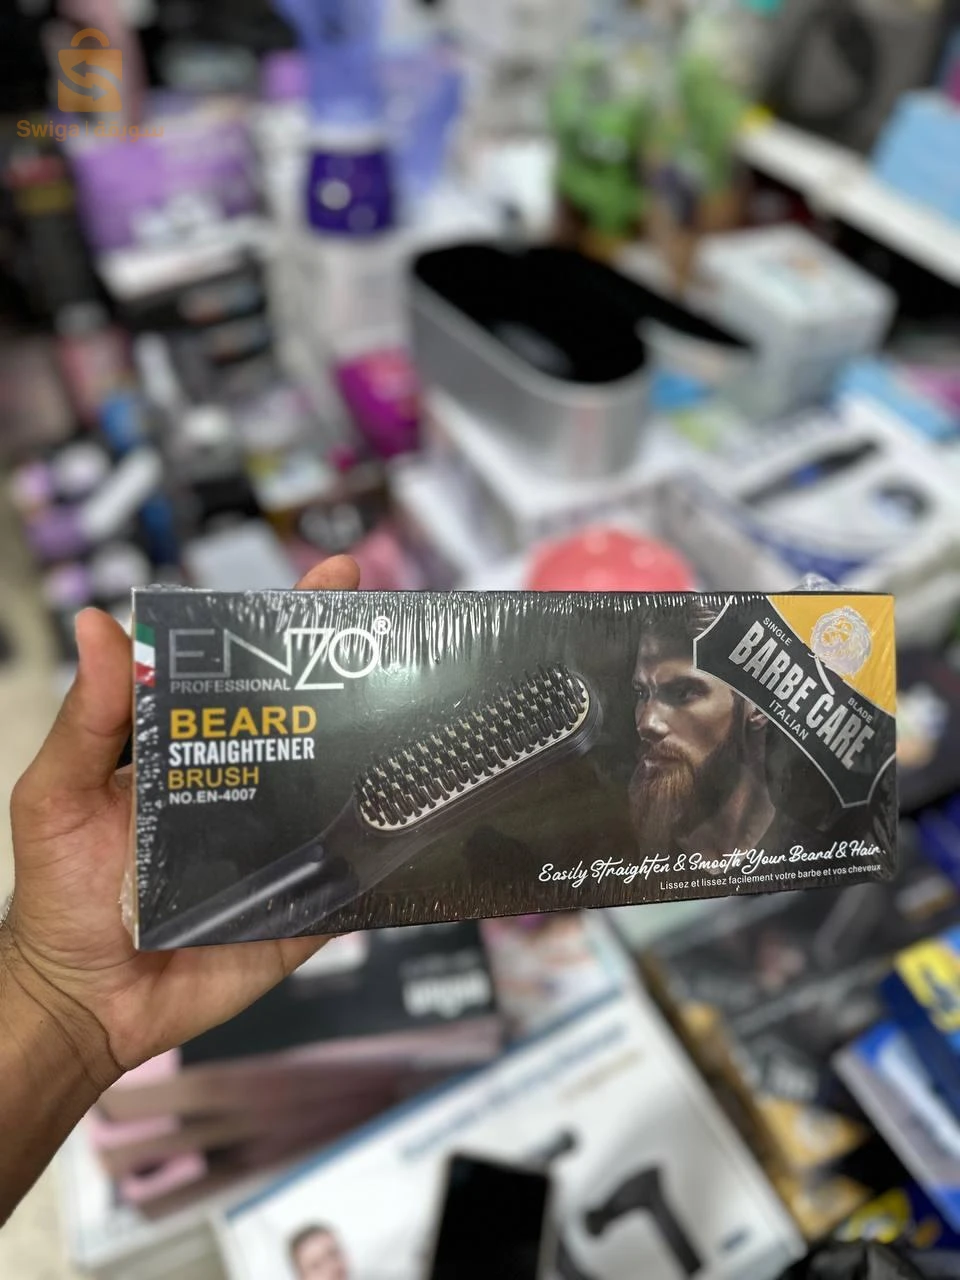 Swiga
ENZO®
PROFESSIONAL
BEARD
STRAIGHTENER
BRUSH
NO.EN-4007
SINGLE
BLADE
BARBE CARE
ITALIAN
Easily Straighten & Smooth Your Beard & Hair
Lissez et lissez facilement votre barbe et vos cheveux